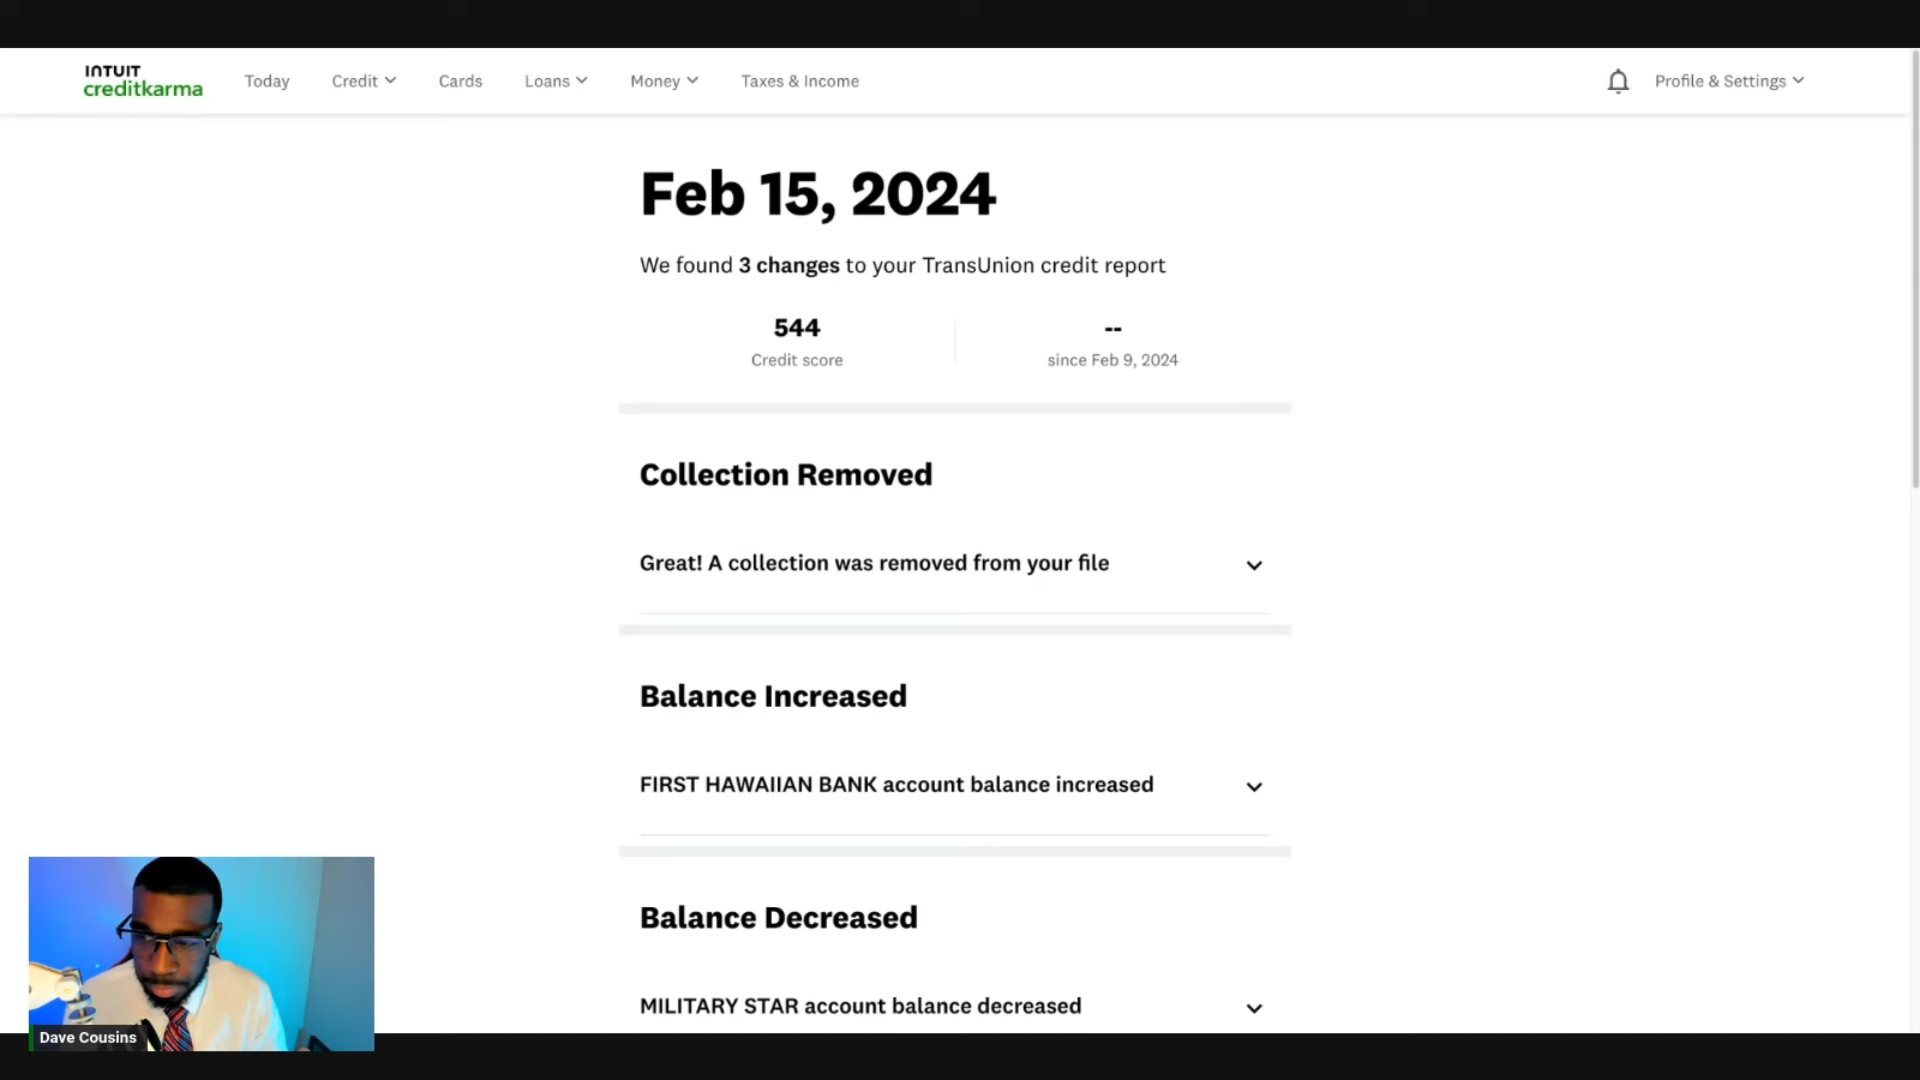 INTUIT
creditkarma
Today
Credit
Cards
Loans
Money
Taxes & Income
Profile & Settings
Feb 15, 2024
We found 3 changes to your TransUnion credit report
544
Credit score
--
since Feb 9, 2024
Collection Removed
Great! A collection was removed from your file
Balance Increased
FIRST HAWAIIAN BANK account balance increased
Balance Decreased
MILITARY STAR account balance decreased
Dave Cousins